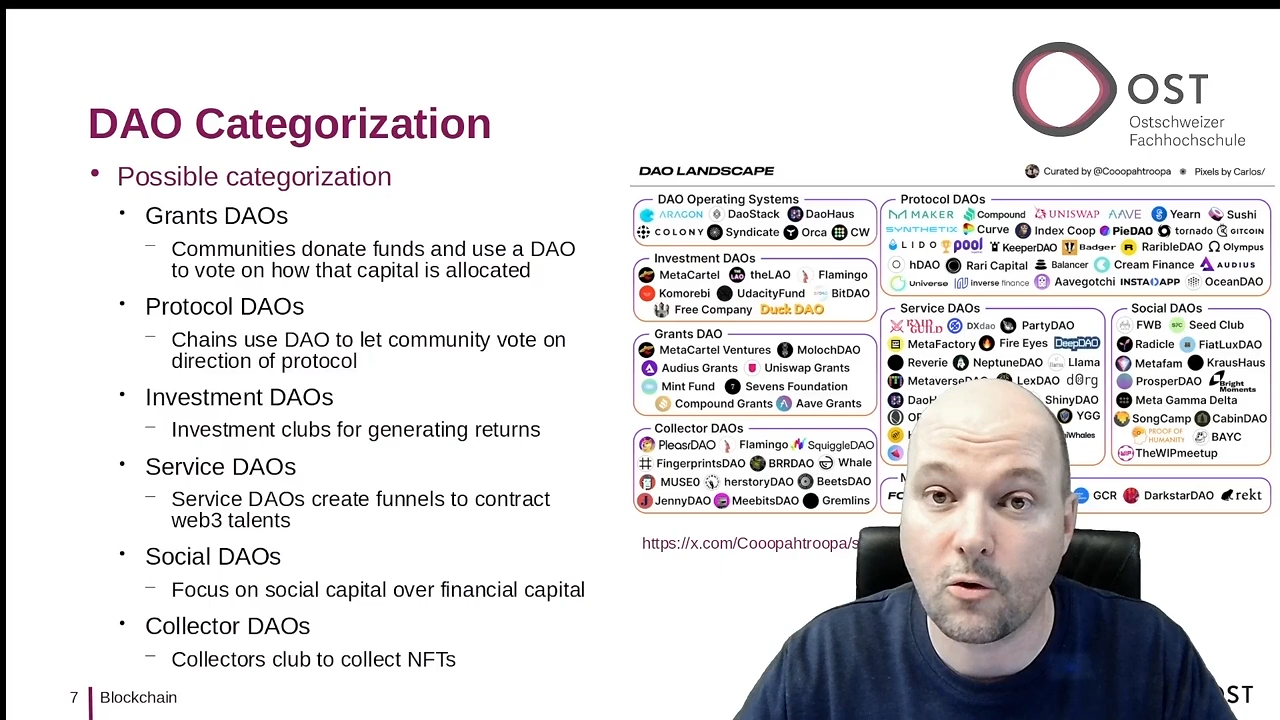 OST
Ostschweizer
Fachhochschule
DAO Categorization
• Possible categorization
• Grants DAOs
– Communities donate funds and use a DAO
to vote on how that capital is allocated
• Protocol DAOs
– Chains use DAO to let community vote on
direction of protocol
• Investment DAOs
– Investment clubs for generating returns
• Service DAOs
– Service DAOs create funnels to contract
web3 talents
• Social DAOs
– Focus on social capital over financial capital
• Collector DAOs
– Collectors club to collect NFTs
DAO LANDSCAPE
Curated by @Cooopahtroopa Pixels by Carlos/
DAO Operating Systems
ARAGON DaoStack DaoHaus
COLONY Syndicate Orca CW
Investment DAOs
MetaCartel theLAO Flamingo
Komorebi UdacityFund BitDAO
Free Company Duck DAO
Grants DAO
MetaCartel Ventures MolochDAO
Audius Grants Uniswap Grants
Mint Fund Sevens Foundation
Compound Grants Aave Grants
Collector DAOs
PleasrDAO Flamingo SquiggleDAO
FingerprintsDAO BRRDAO Whale
MUSE0 herstoryDAO BeetsDAO
JennyDAO MeebitsDAO Gremlins
Protocol DAOs
MAKER Compound UNISWAP AAVE Yearn Sushi
SYNTHETIX Curve Index Coop PieDAO tornado GITCOIN
LIDO pool KeeperDAO Badger RaribleDAO Olympus
hDAO Rari Capital Balancer Cream Finance AUDIUS
Universe inverse finance Aavegotchi INSTADAPP OceanDAO
Service DAOs
RAID GUILD DXdao PartyDAO
MetaFactory Fire Eyes DeepDAO
Reverie NeptuneDAO Llama
MetaverseDAO LexDAO d0rg
ShinyDAO
YGG
Social DAOs
FWB Seed Club
Radicle FiatLuxDAO
Metafam KrausHaus
ProsperDAO Bright Moments
Meta Gamma Delta
SongCamp CabinDAO
PROOF OF HUMANITY BAYC
TheWIPmeetup
GCR DarkstarDAO rekt
https://x.com/Cooopahtroopa/s
7 Blockchain
OST